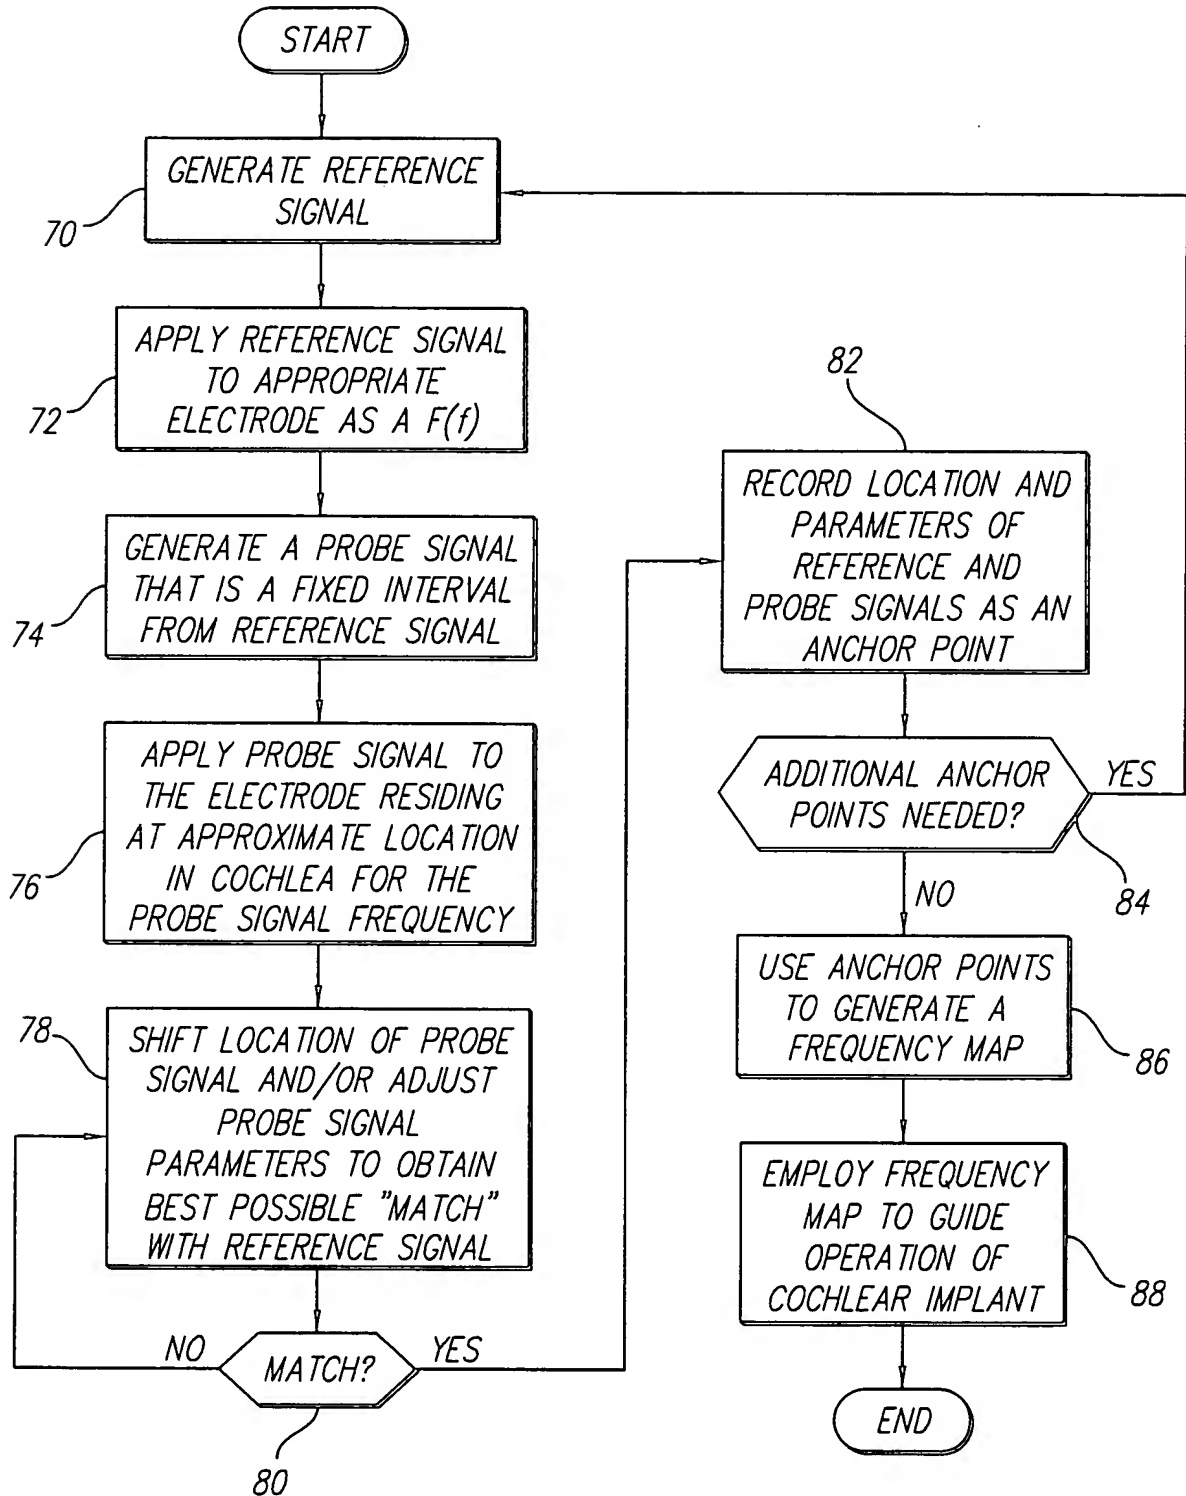 START
GENERATE REFERENCE
SIGNAL
70
APPLY REFERENCE SIGNAL
TO APPROPRIATE
ELECTRODE AS A F(f)
72
GENERATE A PROBE SIGNAL
THAT IS A FIXED INTERVAL
FROM REFERENCE SIGNAL
74
APPLY PROBE SIGNAL TO
THE ELECTRODE RESIDING
AT APPROXIMATE LOCATION
IN COCHLEA FOR THE
PROBE SIGNAL FREQUENCY
76
78
SHIFT LOCATION OF PROBE
SIGNAL AND/OR ADJUST
PROBE SIGNAL
PARAMETERS TO OBTAIN
BEST POSSIBLE "MATCH"
WITH REFERENCE SIGNAL
NO
MATCH?
YES
80
82
RECORD LOCATION AND
PARAMETERS OF
REFERENCE AND
PROBE SIGNALS AS AN
ANCHOR POINT
ADDITIONAL ANCHOR
POINTS NEEDED?
YES
84
NO
USE ANCHOR POINTS
TO GENERATE A
FREQUENCY MAP
86
EMPLOY FREQUENCY
MAP TO GUIDE
OPERATION OF
COCHLEAR IMPLANT
88
END